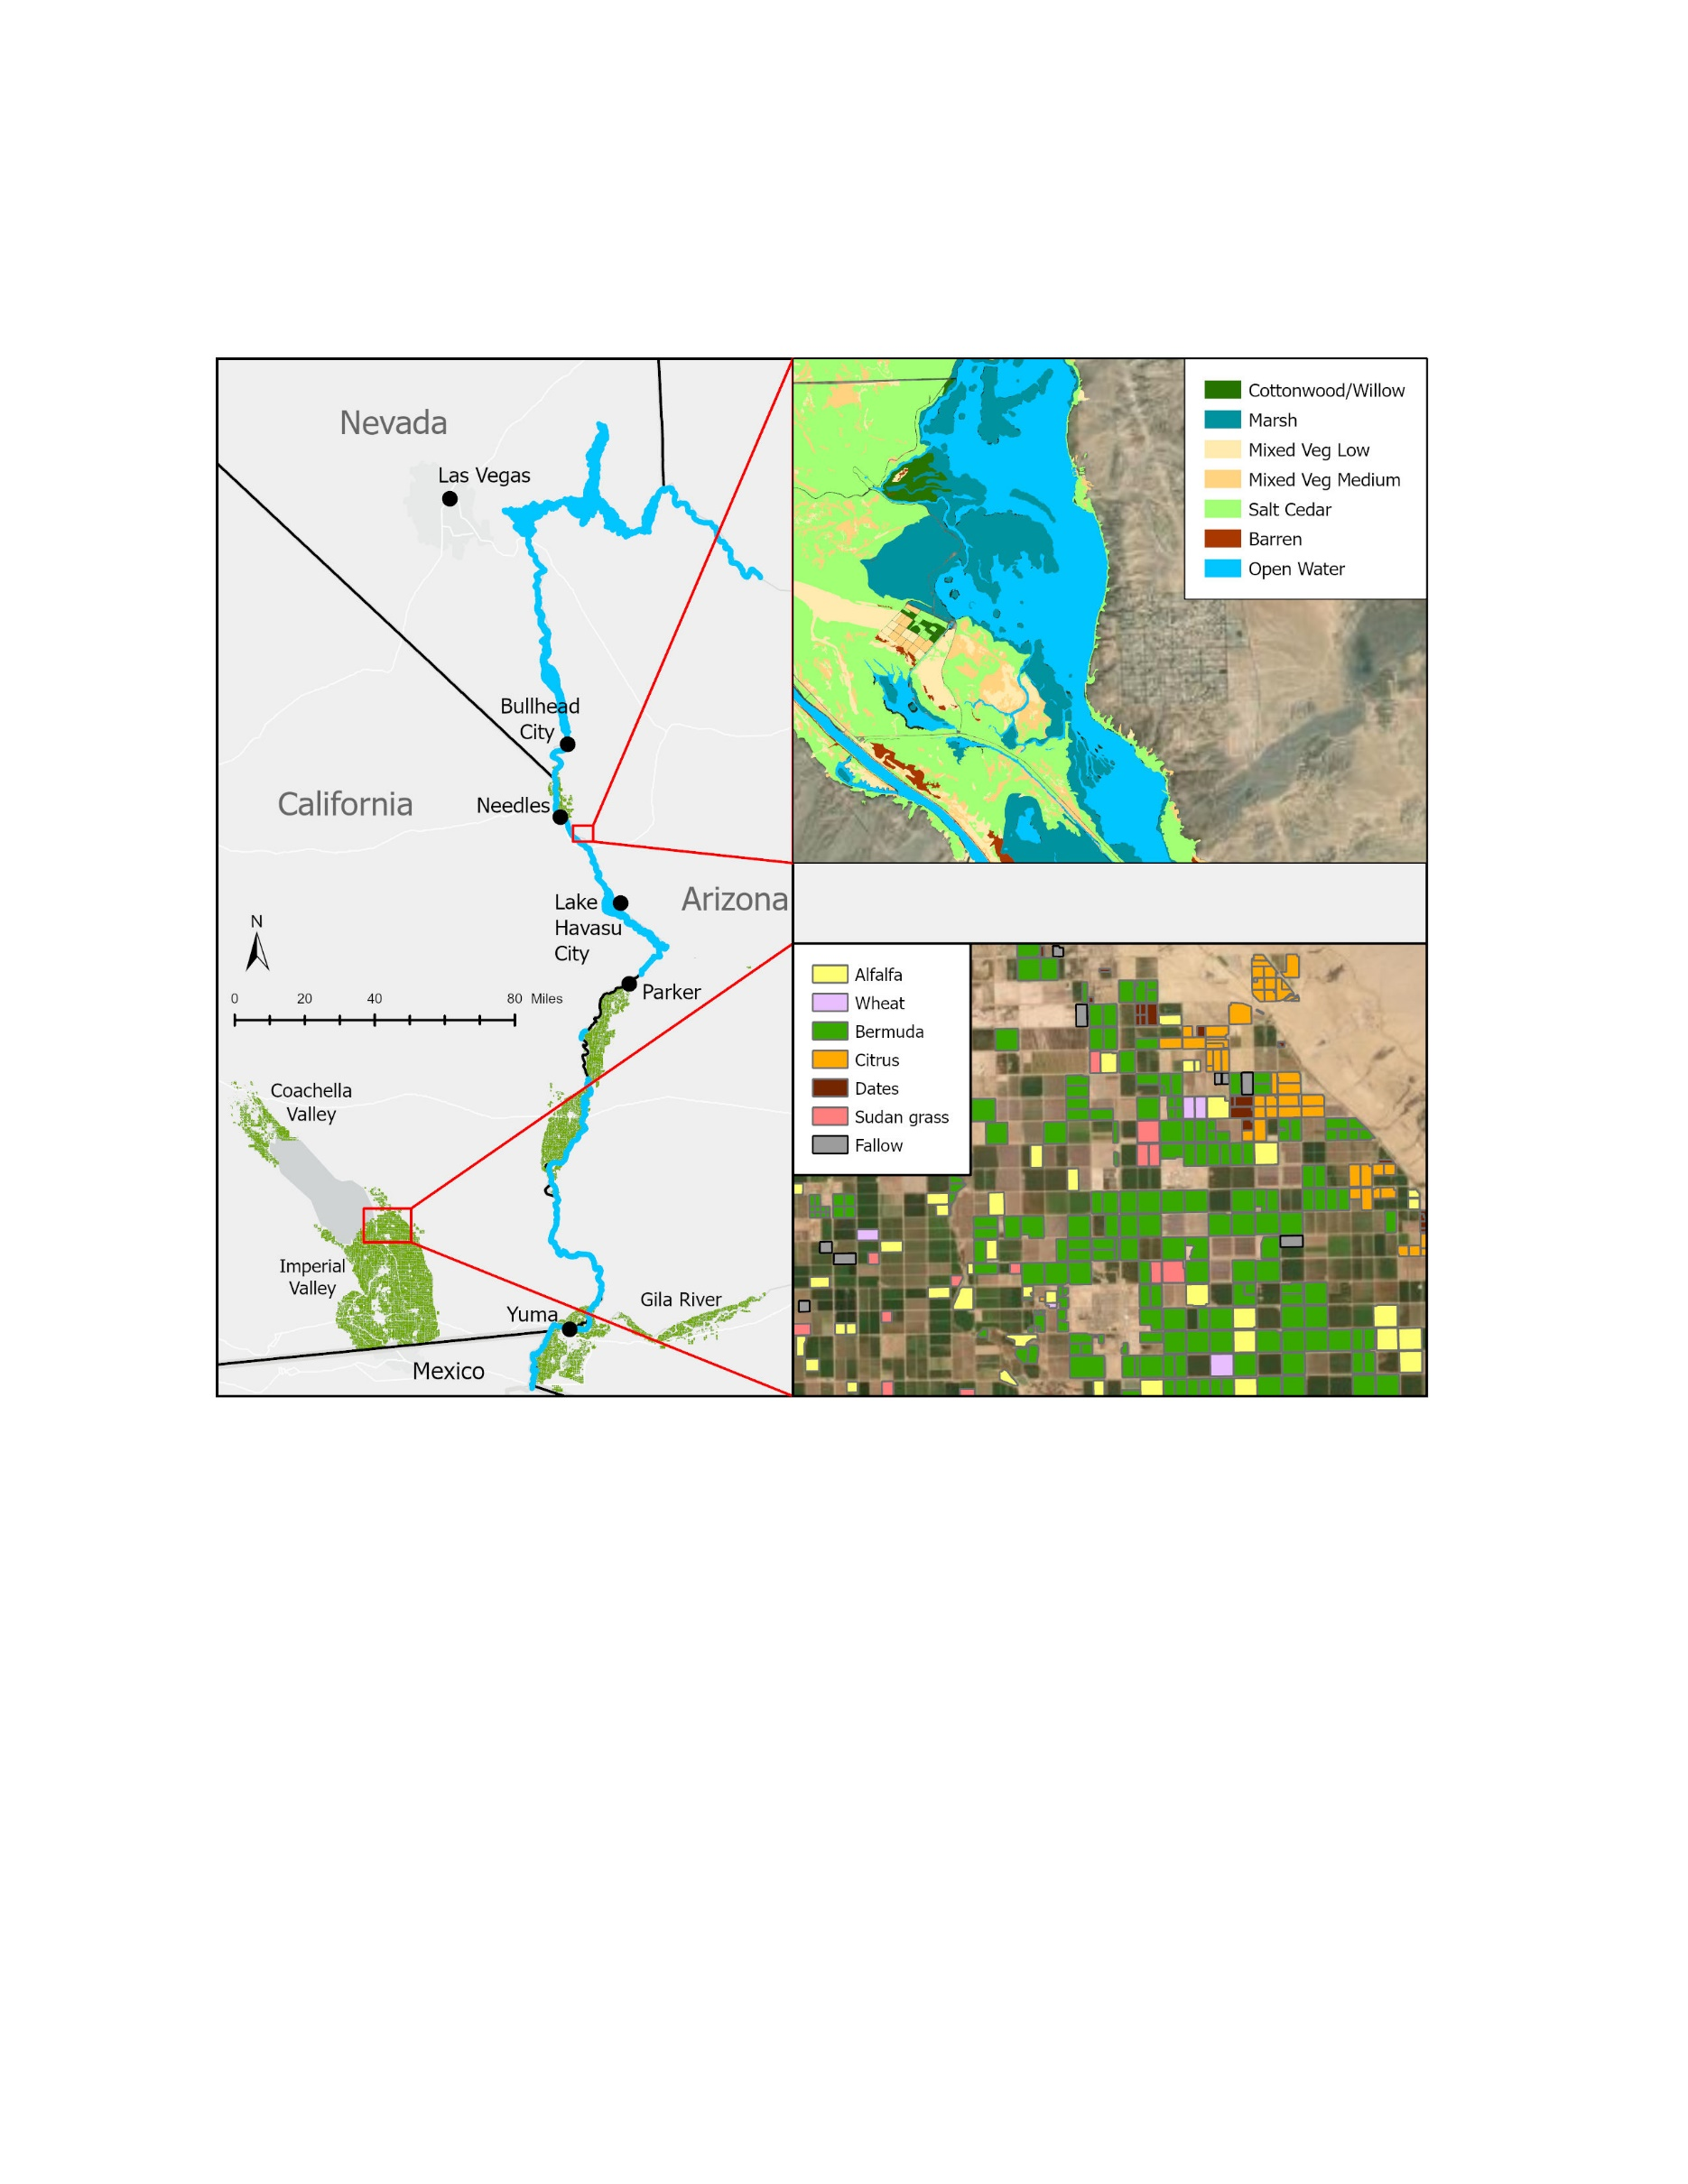 Nevada
Las Vegas
Bullhead
City
California
Needles
Arizona
Lake
Havasu
City
N
Parker
0 20 40 80 Miles
Coachella
Valley
Imperial
Valley
Gila River
Yuma
Mexico
Cottonwood/Willow
Marsh
Mixed Veg Low
Mixed Veg Medium
Salt Cedar
Barren
Open Water
Alfalfa
Wheat
Bermuda
Citrus
Dates
Sudan grass
Fallow